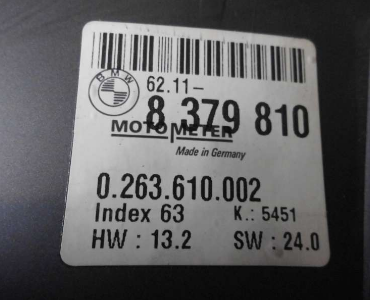 BMW
62.11-
8 379 810
MOTOMETER
Made in Germany
0.263.610.002
Index 63 K.: 5451
HW : 13.2 SW : 24.0